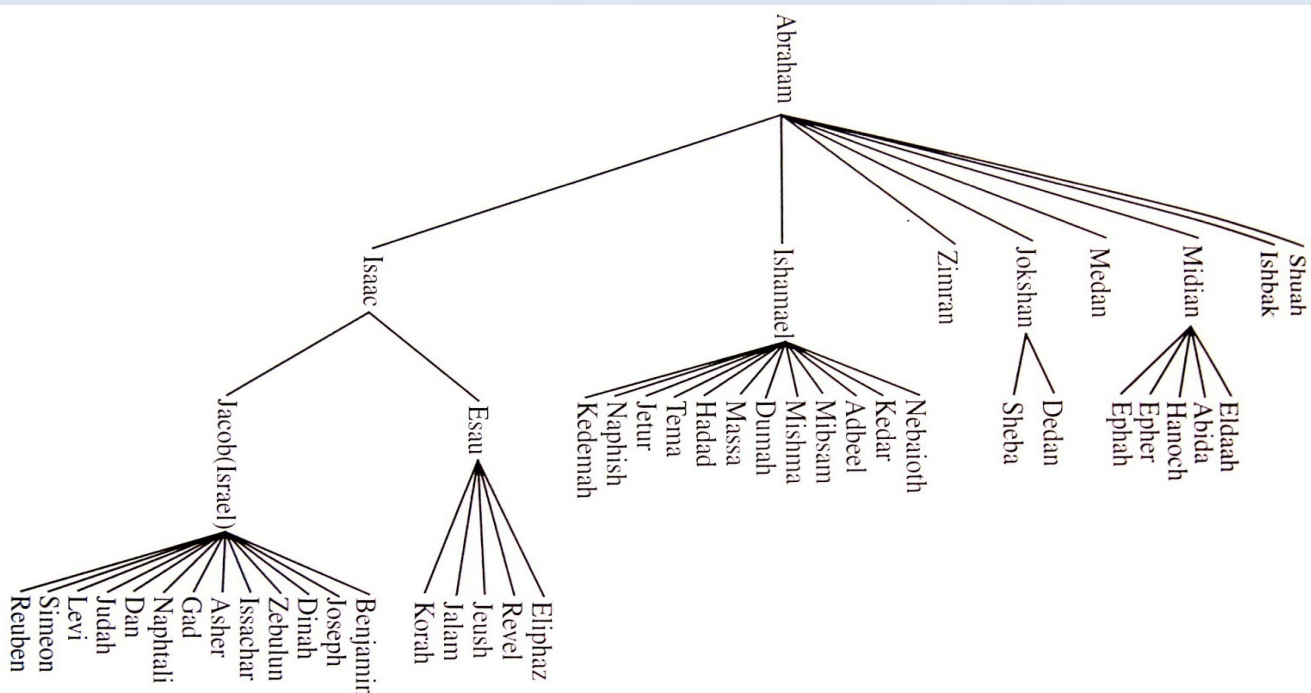 Abraham
Isaac
Ishamael
Zimran
Jokshan
Medan
Midian
Ishbak
Shuah
Jacob(Israel)
Esau
Kedemah
Naphish
Jetur
Tema
Hadad
Massa
Dumah
Mishma
Mibsam
Adbeel
Kedar
Nebaioth
Sheba
Dedan
Ephah
Epher
Hanoch
Abida
Eldaah
Reuben
Simeon
Levi
Judah
Dan
Naphtali
Gad
Asher
Issachar
Zebulun
Dinah
Joseph
Benjamin
Korah
Jalam
Jeush
Revel
Eliphaz